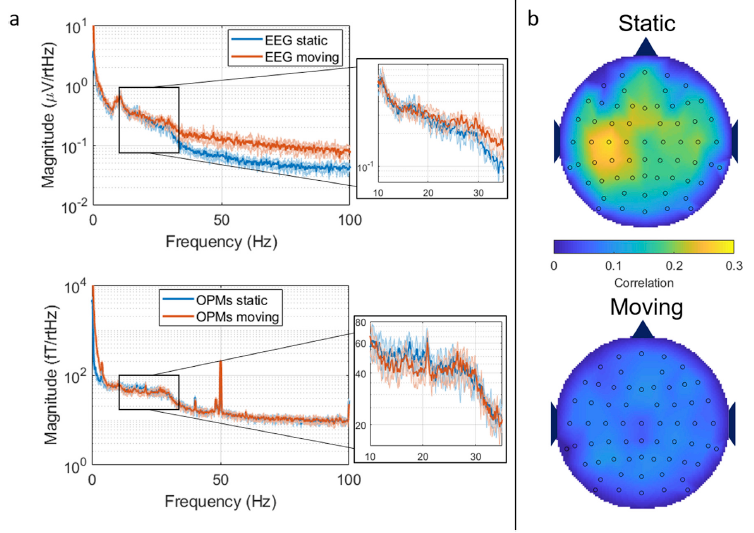 a
Magnitude (μV/rtHz)
10^1
10^0
10^-1
10^-2
0
50
100
Frequency (Hz)
EEG static
EEG moving
10^-1
10
20
30
Magnitude (fT/rtHz)
10^4
10^2
10^0
0
50
100
Frequency (Hz)
OPMs static
OPMs moving
80
60
40
20
10
20
30
b
Static
0
0.1
0.2
0.3
Correlation
Moving